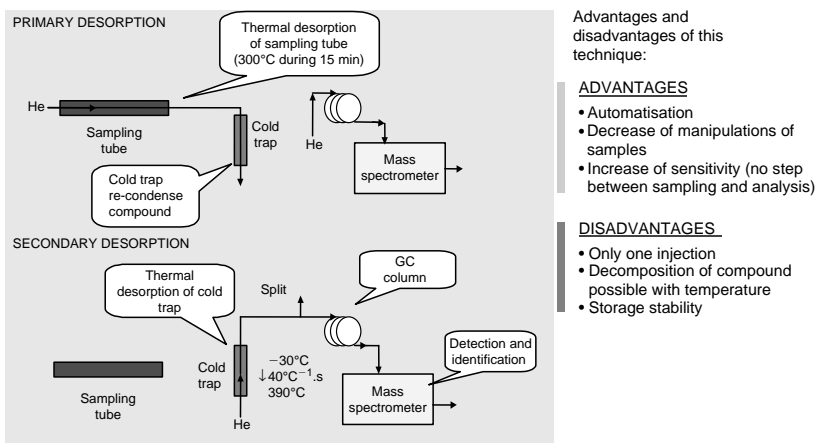 PRIMARY DESORPTION
Thermal desorption
of sampling tube
(300°C during 15 min)
He
Sampling
tube
Cold
trap
He
Mass
spectrometer
Cold trap
re-condense
compound
SECONDARY DESORPTION
Thermal
desorption of cold
trap
Split
GC
column
Detection and
identification
Sampling
tube
Cold
trap
−30°C
↓40°C⁻¹.s
390°C
He
Mass
spectrometer
Advantages and
disadvantages of this
technique:
ADVANTAGES
• Automatisation
• Decrease of manipulations of
samples
• Increase of sensitivity (no step
between sampling and analysis)
DISADVANTAGES
• Only one injection
• Decomposition of compound
possible with temperature
• Storage stability